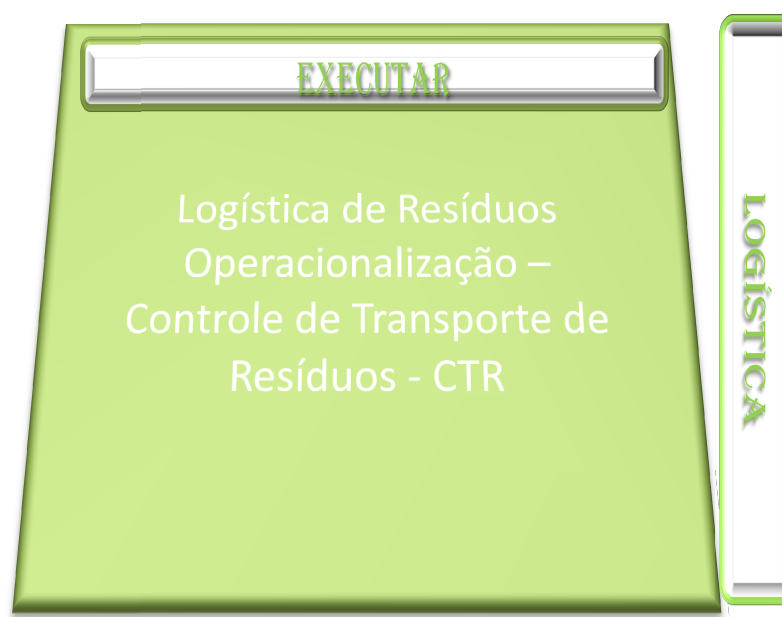 EXECUTAR
Logística de Resíduos
Operacionalização –
Controle de Transporte de
Resíduos - CTR
LOGÍSTICA